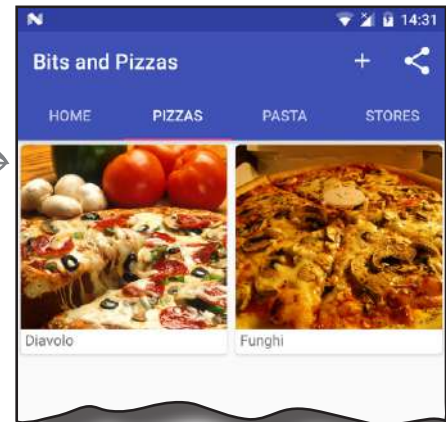 14:31
Bits and Pizzas
HOME PIZZAS PASTA STORES
Diavolo Funghi